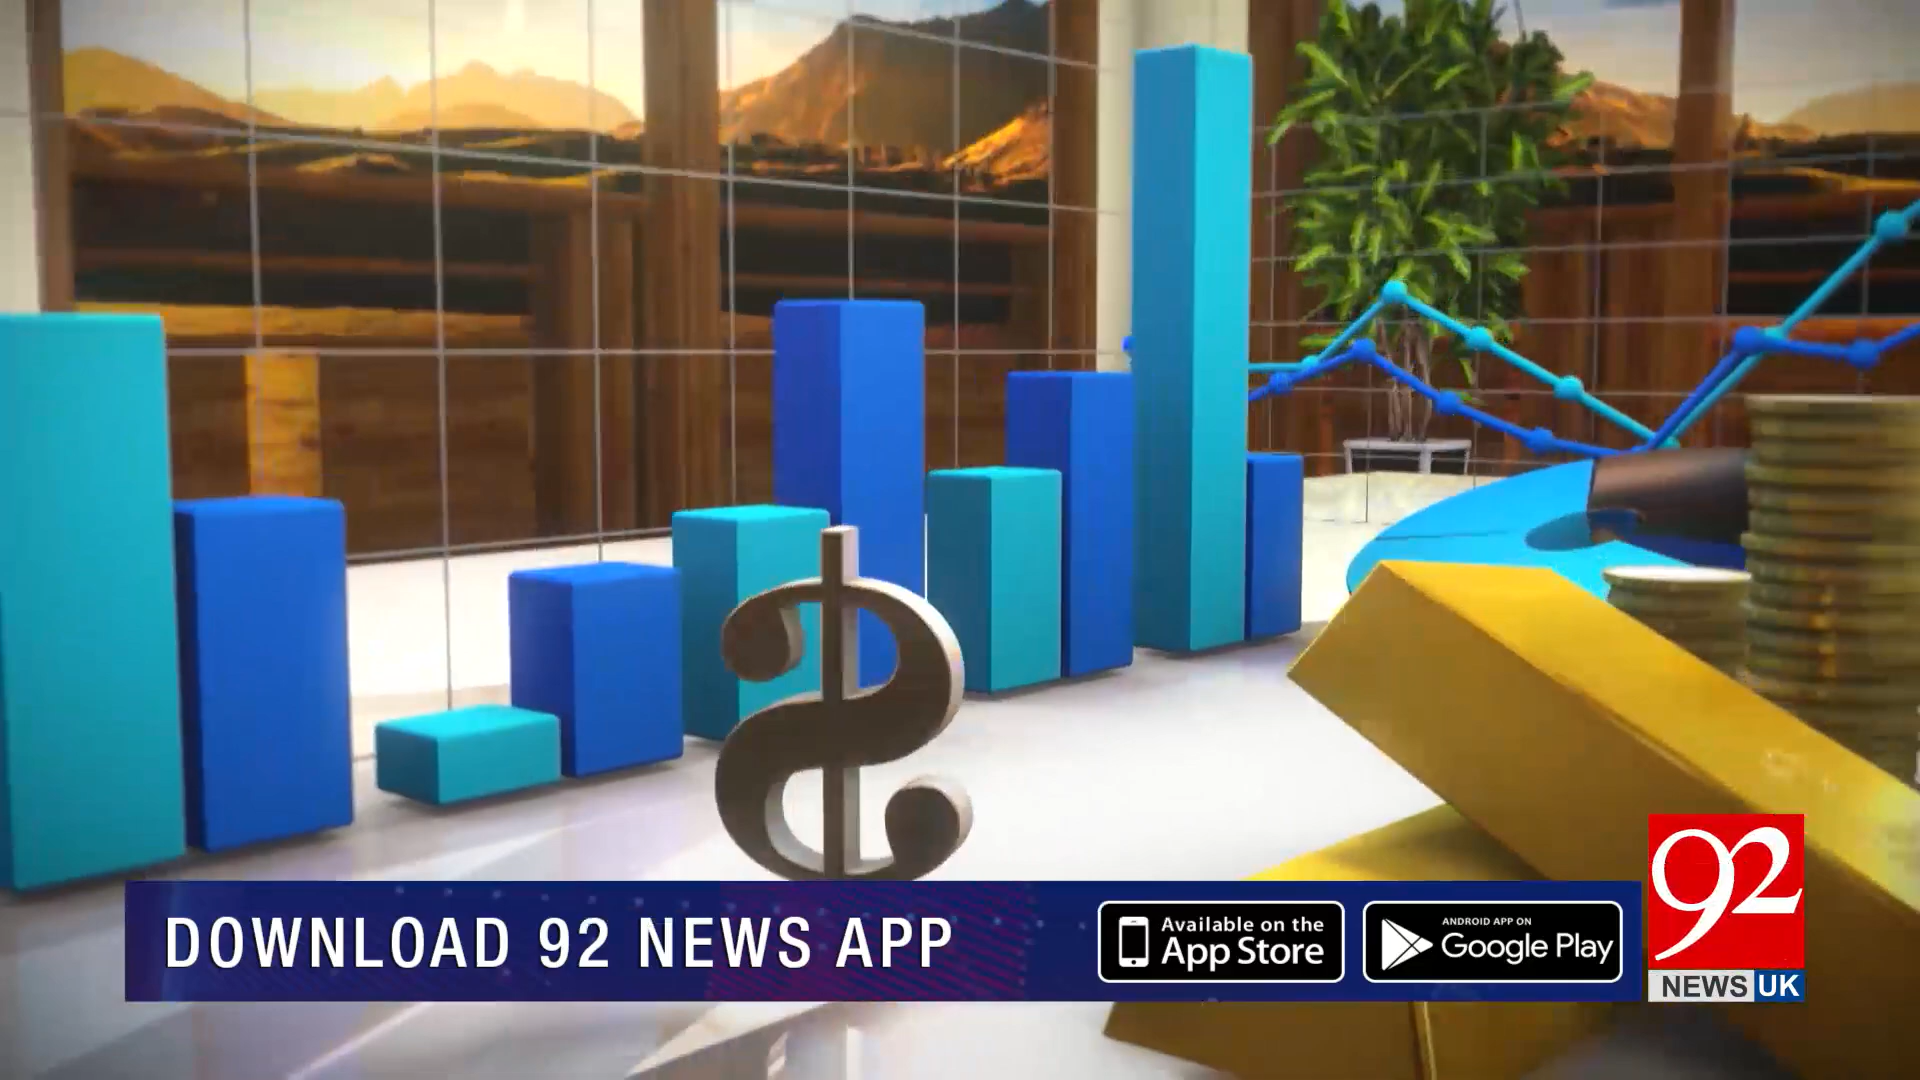 DOWNLOAD 92 NEWS APP
Available on the
App Store
ANDROID APP ON
Google Play
92
NEWS UK